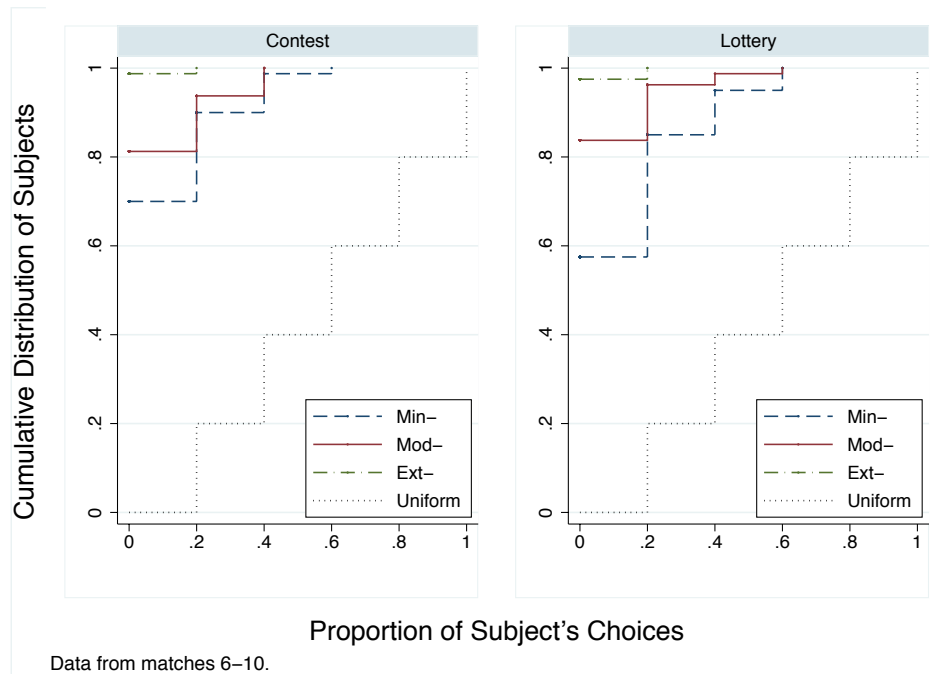 Contest
Lottery
Cumulative Distribution of Subjects
1
.8
.6
.4
.2
0
0 .2 .4 .6 .8 1
Min−
Mod−
Ext−
Uniform
1
.8
.6
.4
.2
0
0 .2 .4 .6 .8 1
Min−
Mod−
Ext−
Uniform
Proportion of Subject's Choices
Data from matches 6−10.